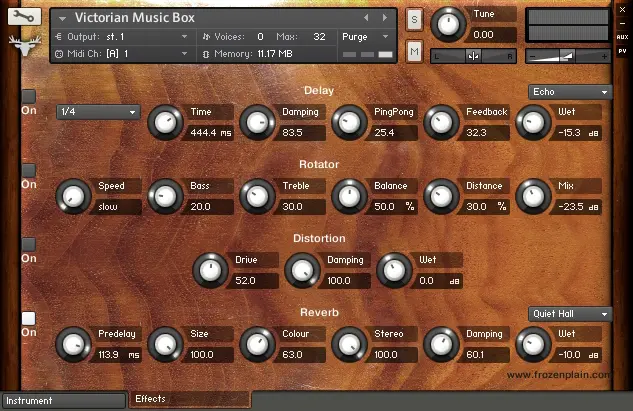 Victorian Music Box
Output: st. 1 Voices: 0 Max: 32 Purge
Midi Ch: [A] 1 Memory: 11.17 MB
S
M
Tune
0.00
L R
- +
×
-
AUX
PV
Delay
On
1/4
Time
444.4 ms
Damping
83.5
PingPong
25.4
Feedback
32.3
Echo
Wet
-15.3 dB
Rotator
On
Speed
slow
Bass
20.0
Treble
30.0
Balance
50.0 %
Distance
30.0 %
Mix
-23.5 dB
Distortion
On
Drive
52.0
Damping
100.0
Wet
0.0 dB
Reverb
On
Predelay
113.9 ms
Size
100.0
Colour
63.0
Stereo
100.0
Damping
60.1
Quiet Hall
Wet
-10.0 dB
www.frozenplain.com
Instrument
Effects